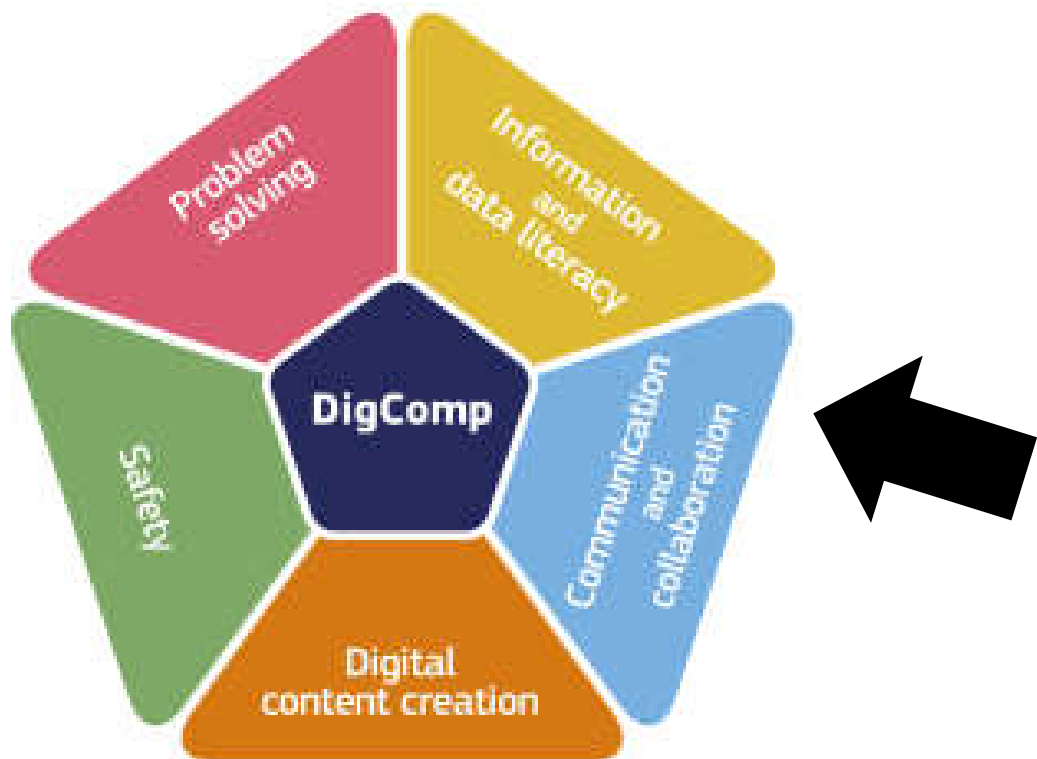 Problem
solving
Information
and
data literacy
DigComp
Communication
and
collaboration
Safety
Digital
content creation